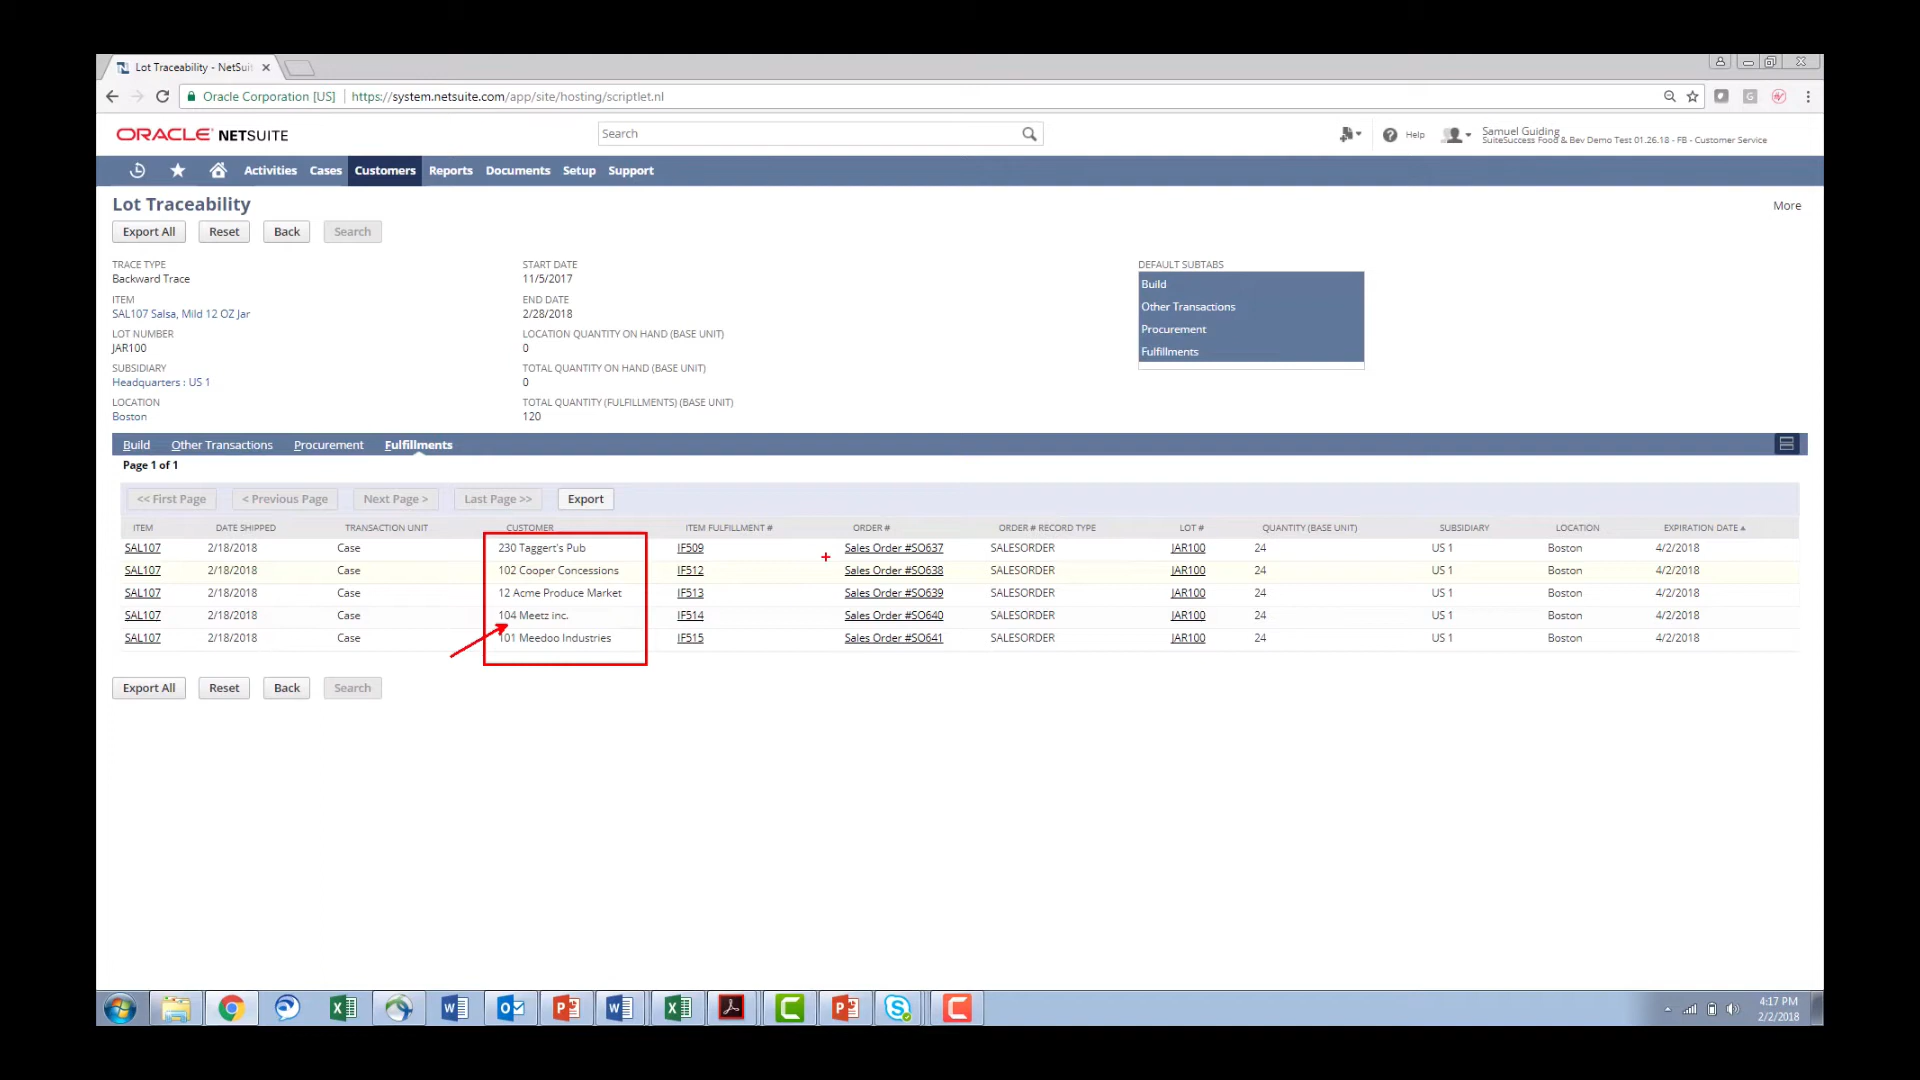 Lot Traceability - NetSuit
Oracle Corporation [US] https://system.netsuite.com/app/site/hosting/scriptlet.nl
ORACLE NETSUITE
Search
Help
Samuel Guiding
SuiteSuccess Food & Bev Demo Test 01.26.18 - FB - Customer Service
Activities Cases Customers Reports Documents Setup Support
Lot Traceability
More
Export All Reset Back Search
TRACE TYPE
Backward Trace
ITEM
SAL107 Salsa, Mild 12 OZ Jar
LOT NUMBER
JAR100
SUBSIDIARY
Headquarters : US 1
LOCATION
Boston
START DATE
11/5/2017
END DATE
2/28/2018
LOCATION QUANTITY ON HAND (BASE UNIT)
0
TOTAL QUANTITY ON HAND (BASE UNIT)
0
TOTAL QUANTITY (FULFILLMENTS) (BASE UNIT)
120
DEFAULT SUBTABS
Build
Other Transactions
Procurement
Fulfillments
Build Other Transactions Procurement Fulfillments
Page 1 of 1
<< First Page < Previous Page Next Page > Last Page >> Export
ITEM DATE SHIPPED TRANSACTION UNIT CUSTOMER ITEM FULFILLMENT # ORDER # ORDER # RECORD TYPE LOT # QUANTITY (BASE UNIT) SUBSIDIARY LOCATION EXPIRATION DATE
SAL107 2/18/2018 Case 230 Taggert's Pub IF509 Sales Order #SO637 SALESORDER JAR100 24 US 1 Boston 4/2/2018
SAL107 2/18/2018 Case 102 Cooper Concessions IF512 Sales Order #SO638 SALESORDER JAR100 24 US 1 Boston 4/2/2018
SAL107 2/18/2018 Case 12 Acme Produce Market IF513 Sales Order #SO639 SALESORDER JAR100 24 US 1 Boston 4/2/2018
SAL107 2/18/2018 Case 104 Meetz inc. IF514 Sales Order #SO640 SALESORDER JAR100 24 US 1 Boston 4/2/2018
SAL107 2/18/2018 Case 101 Meedoo Industries IF515 Sales Order #SO641 SALESORDER JAR100 24 US 1 Boston 4/2/2018
Export All Reset Back Search
4:17 PM
2/2/2018